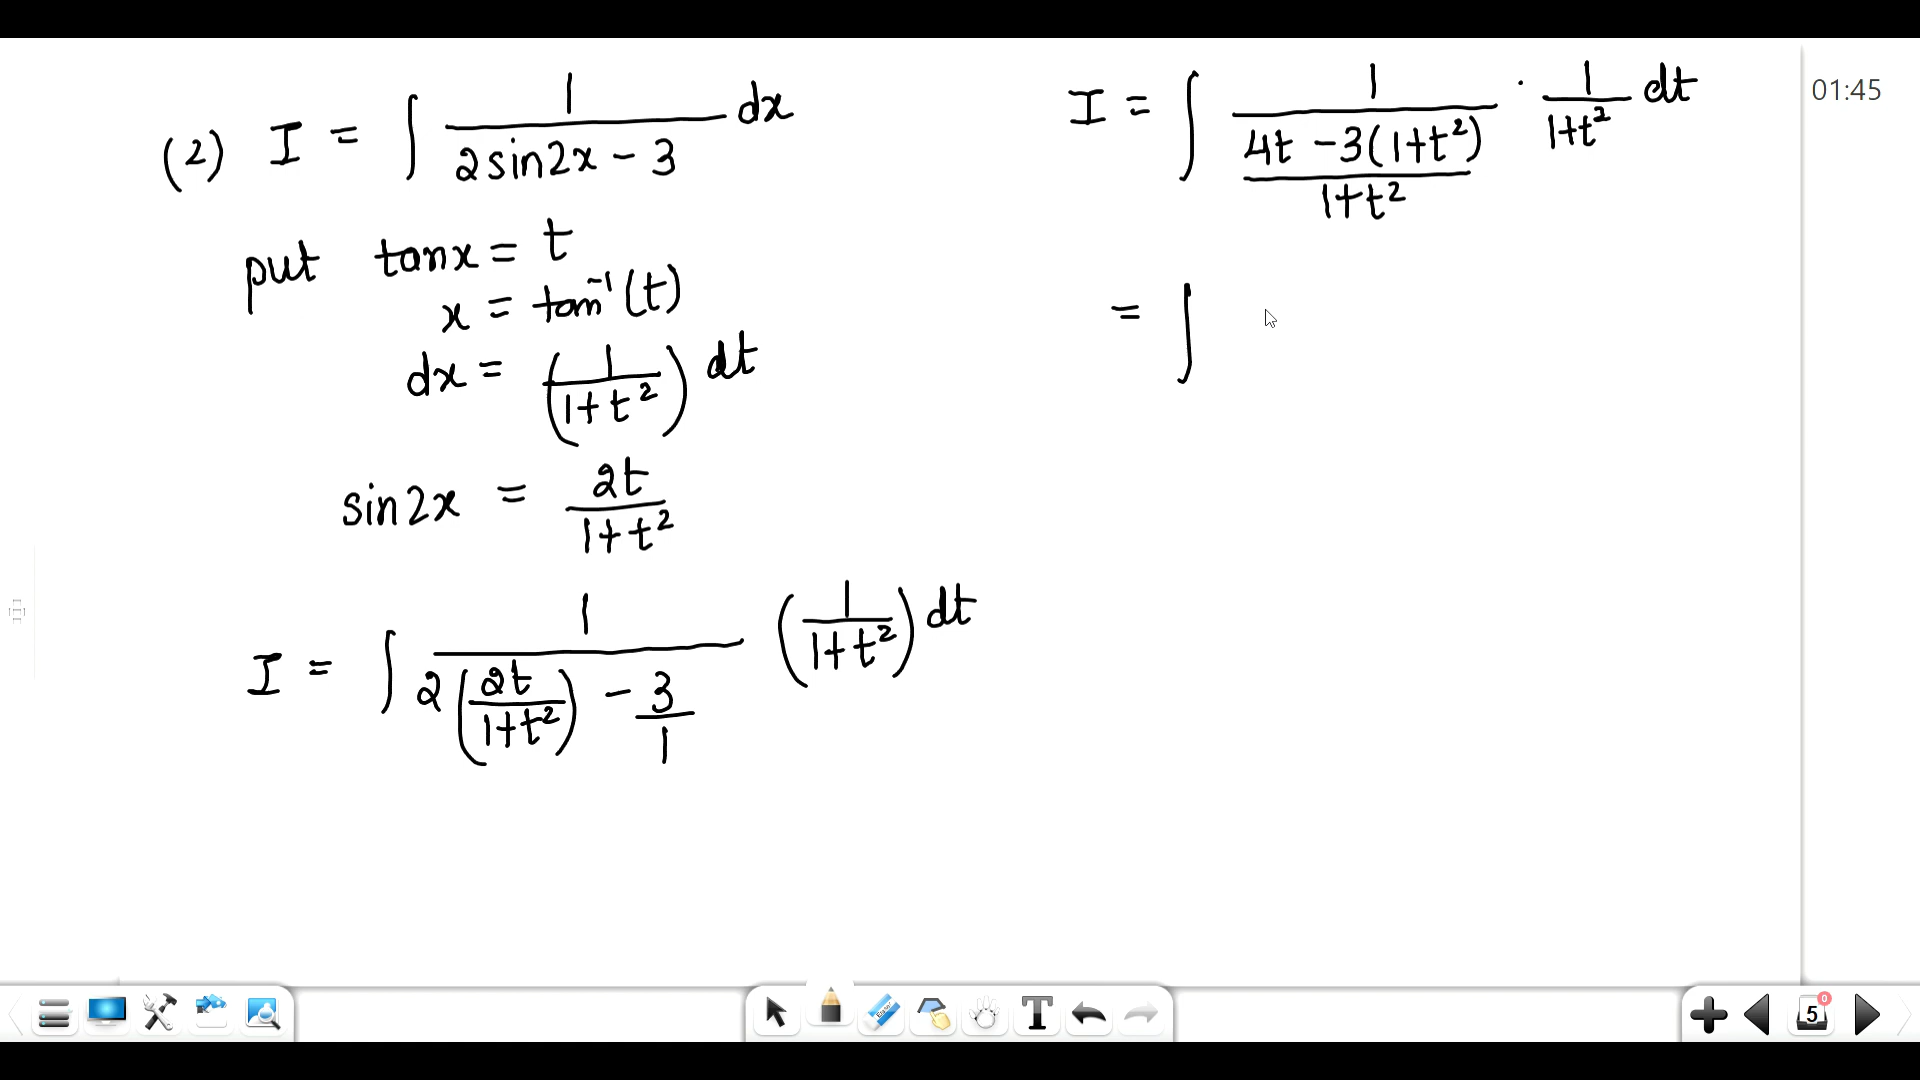 (2) I = ∫ 1/(2sin2x - 3) dx
put tanx = t
x = tan⁻¹(t)
dx = (1/(1+t²)) dt
sin2x = 2t/(1+t²)
I = ∫ 1/(2(2t/(1+t²)) - 3/1) (1/(1+t²)) dt
I = ∫ 1/((4t - 3(1+t²))/(1+t²)) · 1/(1+t²) dt
= ∫
01:45
T
5
0